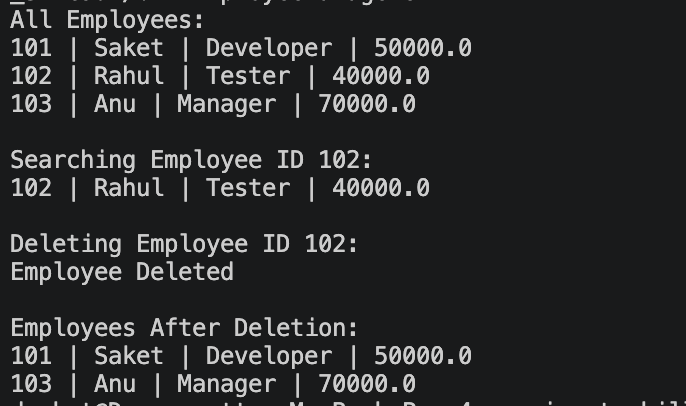 All Employees:
101 | Saket | Developer | 50000.0
102 | Rahul | Tester | 40000.0
103 | Anu | Manager | 70000.0
Searching Employee ID 102:
102 | Rahul | Tester | 40000.0
Deleting Employee ID 102:
Employee Deleted
Employees After Deletion:
101 | Saket | Developer | 50000.0
103 | Anu | Manager | 70000.0